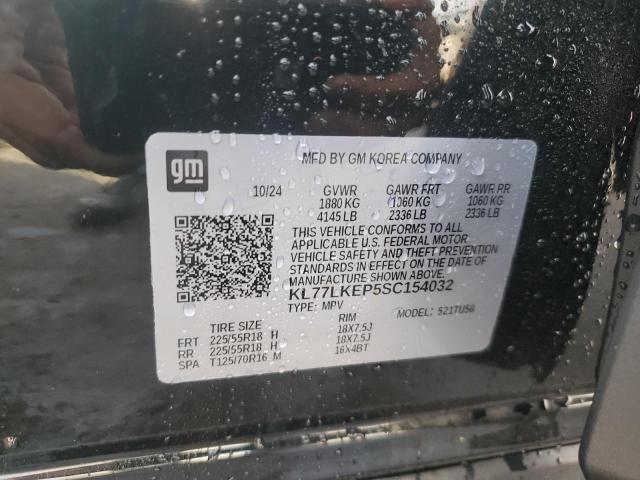 gm
MFD BY GM KOREA COMPANY
10/24 GVWR GAWR FRT GAWR RR
1880 KG 1060 KG 1060 KG
4145 LB 2336 LB 2336 LB
THIS VEHICLE CONFORMS TO ALL
APPLICABLE U.S. FEDERAL MOTOR
VEHICLE SAFETY AND THEFT PREVENTION
STANDARDS IN EFFECT ON THE DATE OF
MANUFACTURE SHOWN ABOVE.
KL77LKEP5SC154032
TYPE: MPV MODEL: 521TU58
TIRE SIZE RIM
FRT 225/55R18 H 18X7.5J
RR 225/55R18 H 18X7.5J
SPA T125/70R16 M 16X4BT